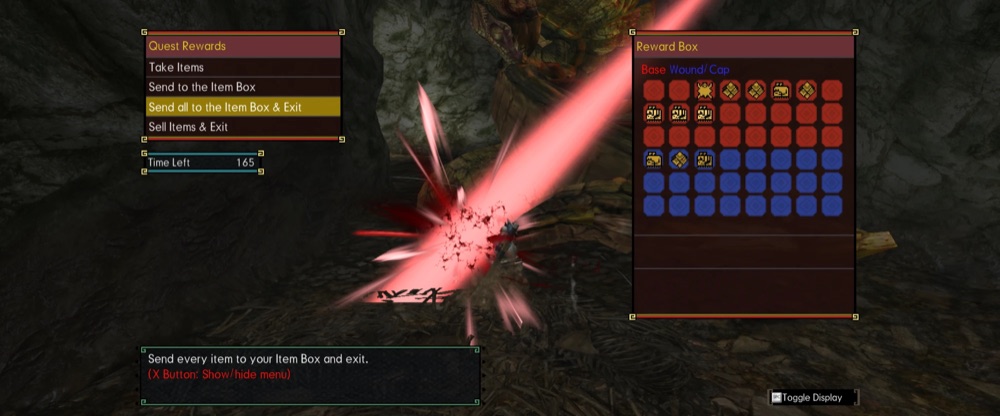 Quest Rewards
Take Items
Send to the Item Box
Send all to the Item Box & Exit
Sell Items & Exit
Time Left 165
Reward Box
Base Wound/Cap
Send every item to your Item Box and exit.
(X Button: Show/hide menu)
Toggle Display